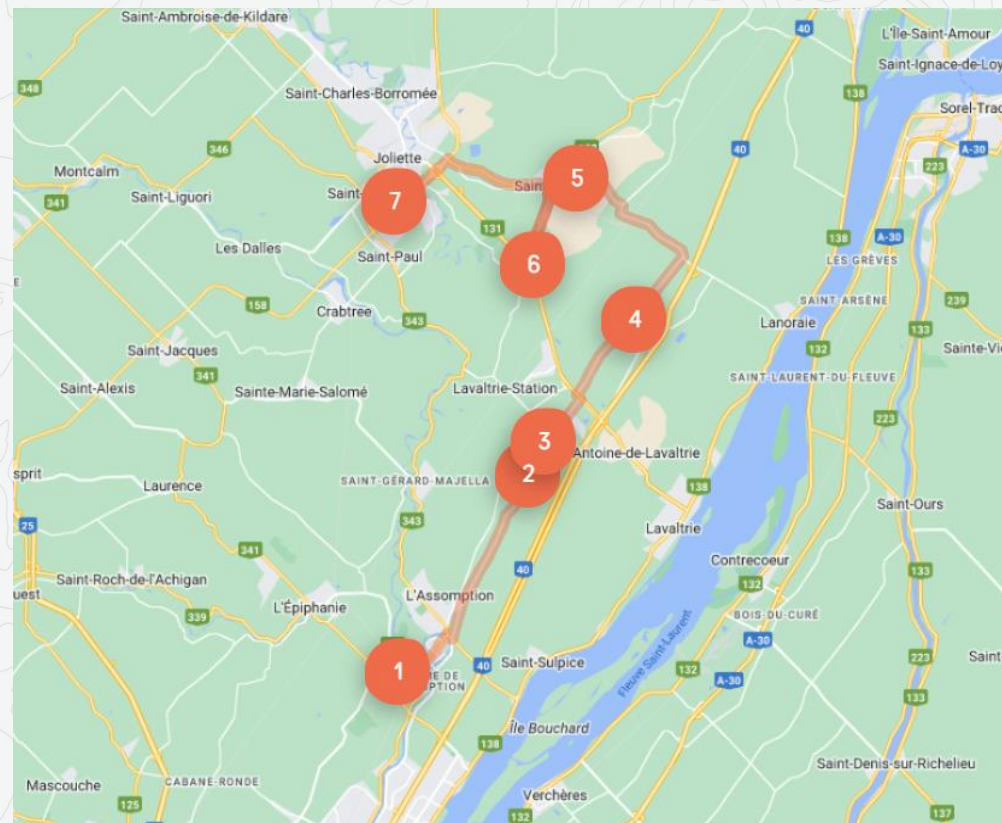 Saint-Ambroise-de-Kildare
40
L'Île-Saint-Amour
Saint-Ignace-de-Loy
348
Saint-Charles-Borromée
138
Sorel-Trac
346
Joliette
40
A-30
223
Montcalm
341
Saint-Liguori
Saint-
7
Sain
5
131
138
A-30
Les Dalles
Saint-Paul
6
LES GRÈVES
E
158
Crabtree
343
4
SAINT-ARSÈNE
239
Lanoraie
133
Saint-Jacques
132
Sainte-Vi
341
Saint-Alexis
Sainte-Marie-Salomé
Lavaltrie-Station
SAINT-LAURENT-DU-FLEUVE
223
3
Antoine-de-Lavaltrie
sprit
Laurence
SAINT-GÉRARD-MAJELLA
2
138
25
343
Lavaltrie
Saint-Ours
341
40
Contrecoeur
133
Saint-Roch-de-l'Achigan
132
uest
L'Épiphanie
L'Assomption
BOIS-DU-CURÉ
339
A-30
223
1
40
Saint-Sulpice
Fleuve Saint-Laurent
132
Saint-
A-30
IE DE
PTION
133
Île Bouchard
138
Saint-Denis-sur-Richelieu
Mascouche
CABANE-RONDE
125
Verchères
132
137